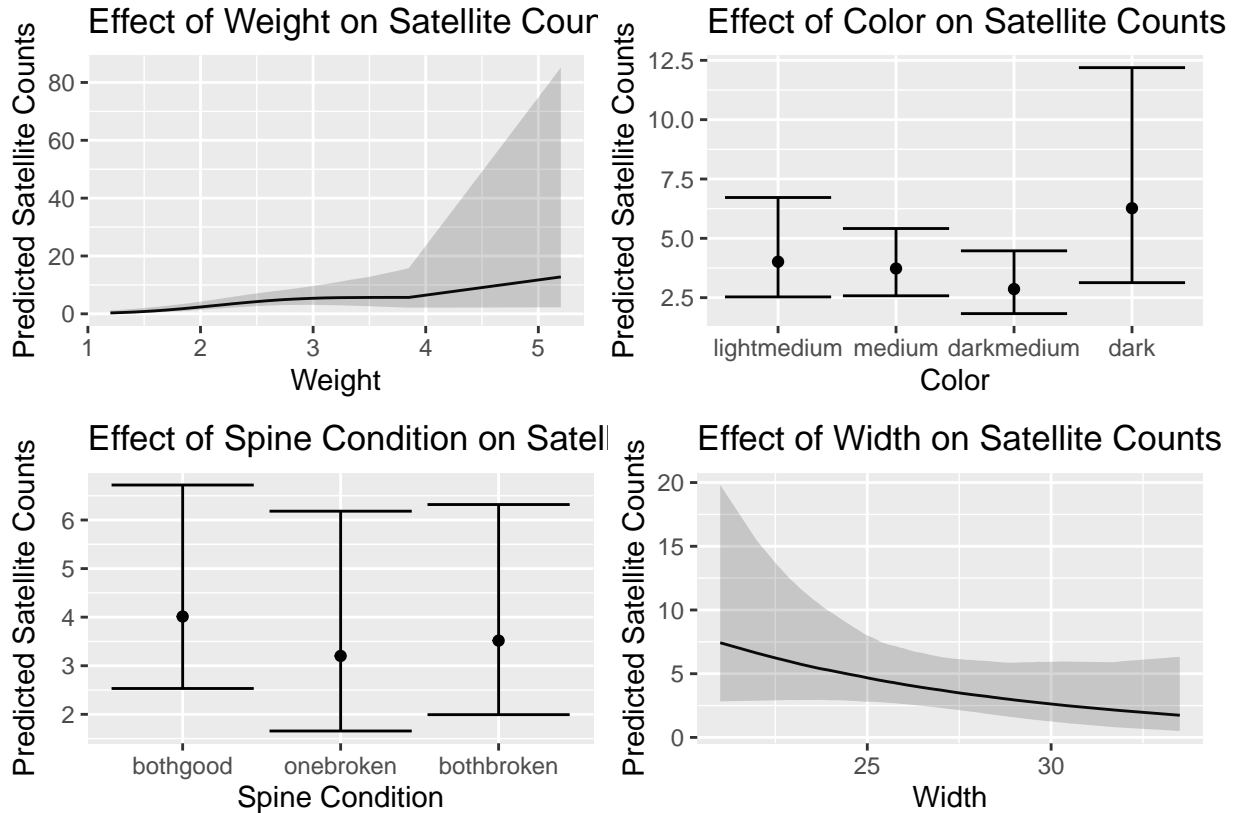 Effect of Weight on Satellite Coun
Predicted Satellite Counts
80
60
40
20
0
1 2 3 4 5
Weight
Effect of Color on Satellite Counts
Predicted Satellite Counts
12.5
10.0
7.5
5.0
2.5
lightmedium medium darkmedium dark
Color
Effect of Spine Condition on Satell
Predicted Satellite Counts
6
5
4
3
2
bothgood onebroken bothbroken
Spine Condition
Effect of Width on Satellite Counts
Predicted Satellite Counts
20
15
10
5
0
25 30
Width